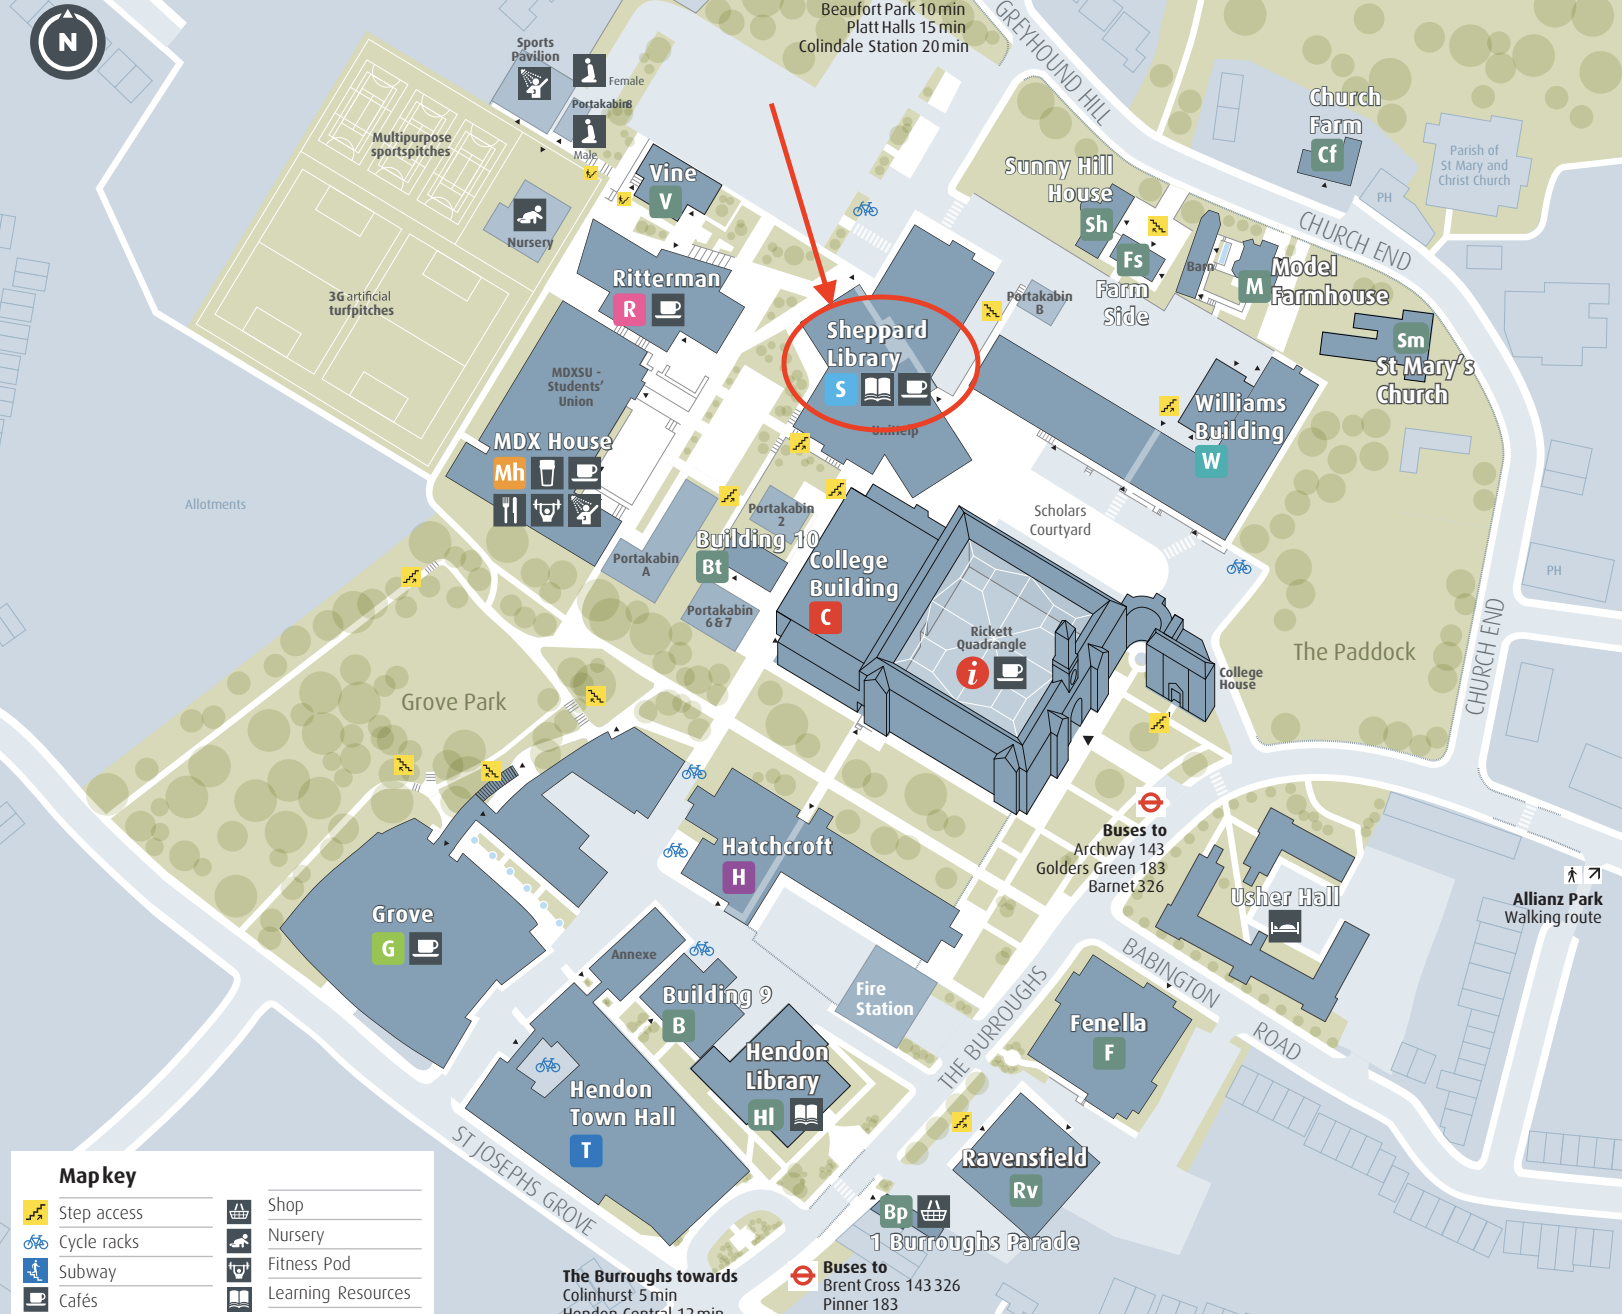 N
Beaufort Park 10 min
Platt Halls 15 min
Colindale Station 20 min
GREYHOUND HILL
Sports
Pavilion
Female
Portakabin8
Male
Multipurpose
sportspitches
Church
Farm
Cf
Parish of
St Mary and
Christ Church
PH
Vine
V
Sunny Hill
House
Sh
Nursery
CHURCH END
Fs
Farm
Side
Barn
M
Model
Farmhouse
Ritterman
R
3G artificial
turfpitches
Portakabin
B
Sheppard
Library
S
UniHelp
Sm
St Mary's
Church
MDXSU -
Students'
Union
Williams
Building
W
MDX House
Mh
Allotments
Portakabin
2
Scholars
Courtyard
Building 10
Bt
Portakabin
A
College
Building
C
PH
Portakabin
6&7
Rickett
Quadrangle
i
The Paddock
College
House
CHURCH END
Grove Park
Buses to
Archway 143
Golders Green 183
Barnet 326
Hatchcroft
H
Usher Hall
Allianz Park
Walking route
Grove
G
Annexe
BABINGTON
ROAD
Building 9
B
Fire
Station
THE BURROUGHS
Fenella
F
Hendon
Library
Hl
Hendon
Town Hall
T
ST JOSEPHS GROVE
Ravensfield
Rv
Bp
1 Burroughs Parade
Map key
Step access
Cycle racks
Subway
Cafés
Shop
Nursery
Fitness Pod
Learning Resources
The Burroughs towards
Colinhurst 5 min
Hendon Central 12 min
Buses to
Brent Cross 143 326
Pinner 183